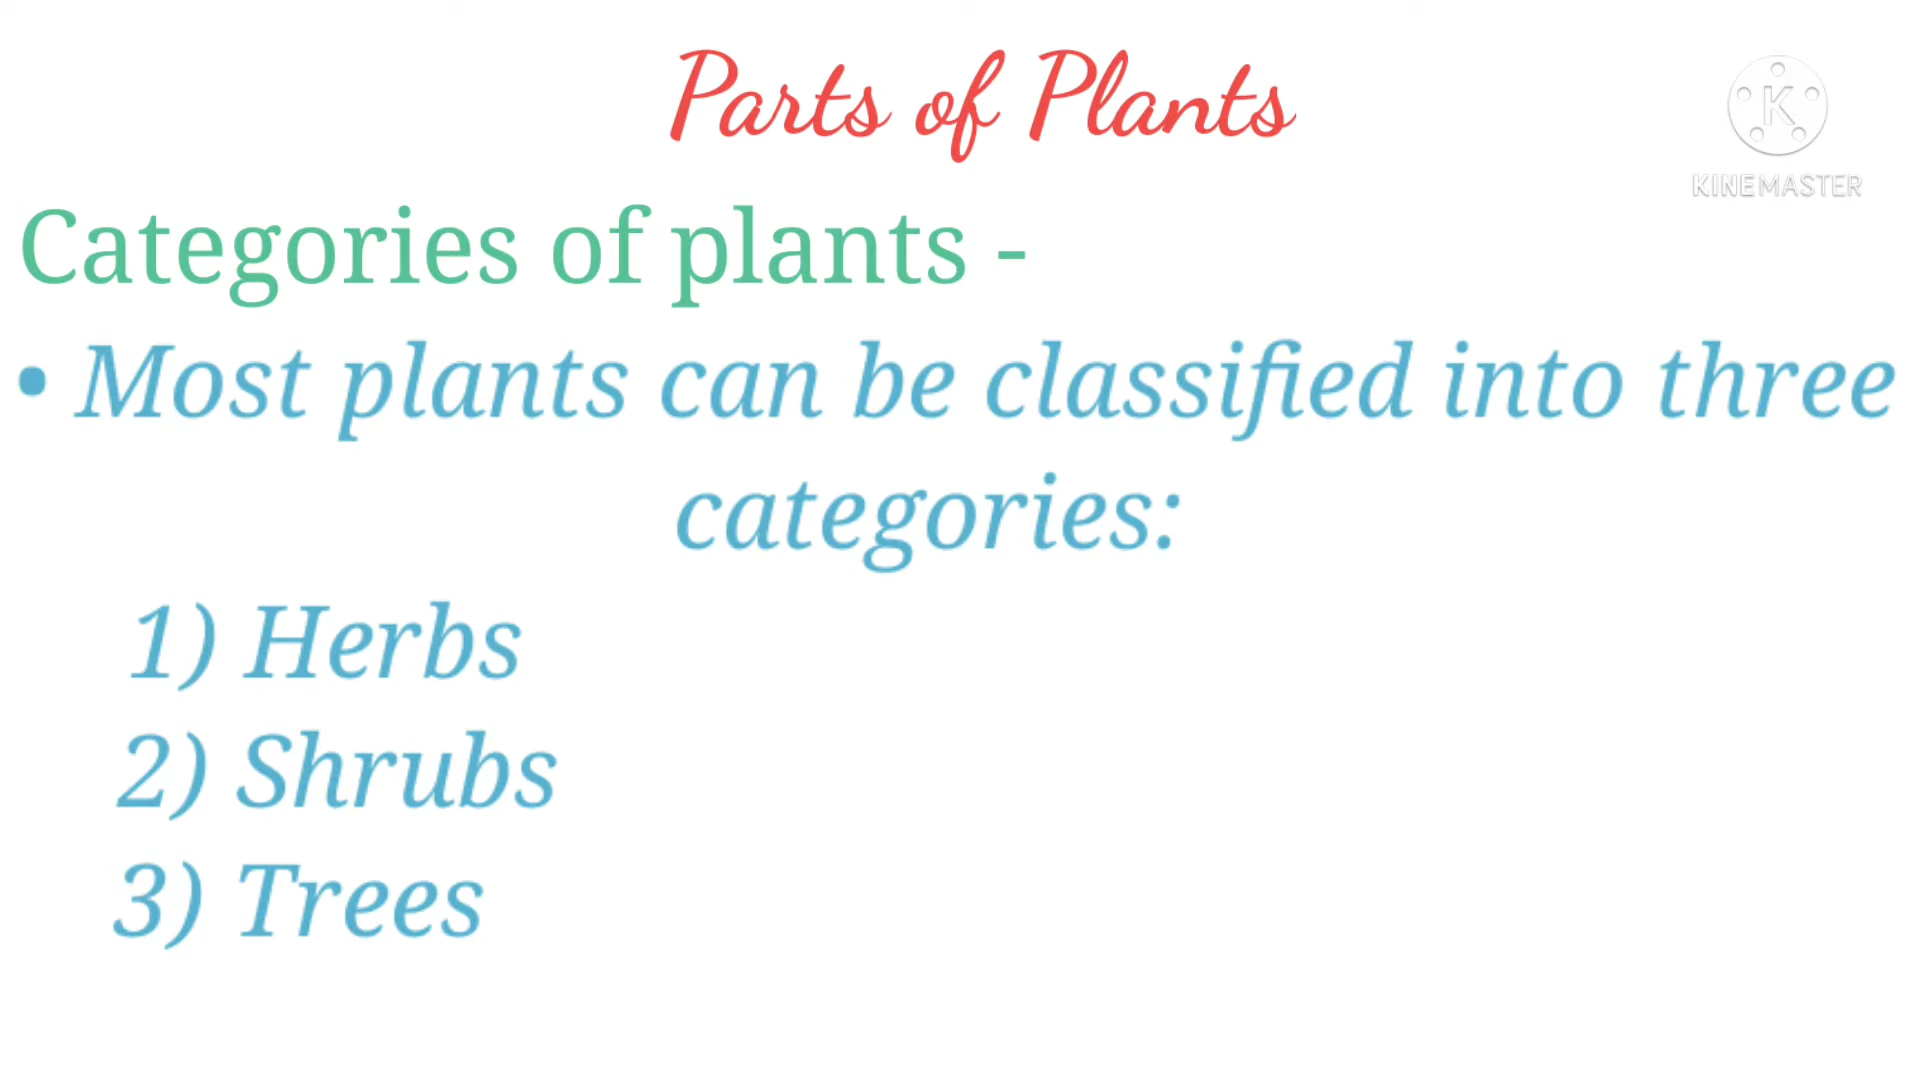 Parts of Plants
K
KINEMASTER
Categories of plants -
• Most plants can be classified into three
categories:
1) Herbs
2) Shrubs
3) Trees